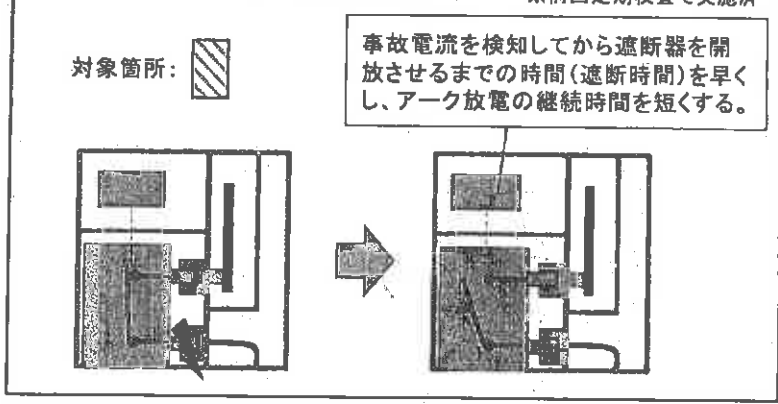 対象箇所:
事故電流を検知してから遮断器を開
放させるまでの時間(遮断時間)を早く
し、アーク放電の継続時間を短くする。